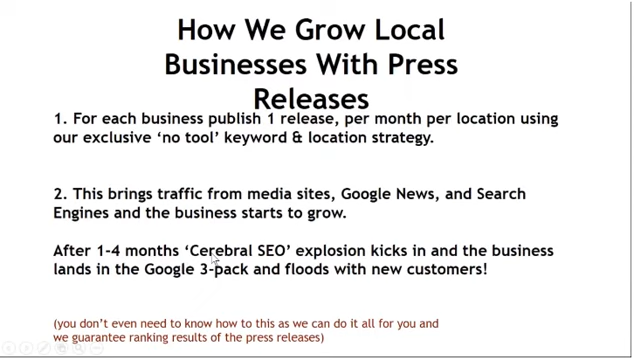 How We Grow Local
Businesses With Press
Releases
1. For each business publish 1 release, per month per location using
our exclusive ‘no tool’ keyword & location strategy.
2. This brings traffic from media sites, Google News, and Search
Engines and the business starts to grow.
After 1-4 months ‘Cerebral SEO’ explosion kicks in and the business
lands in the Google 3-pack and floods with new customers!
(you don’t even need to know how to this as we can do it all for you and
we guarantee ranking results of the press releases)